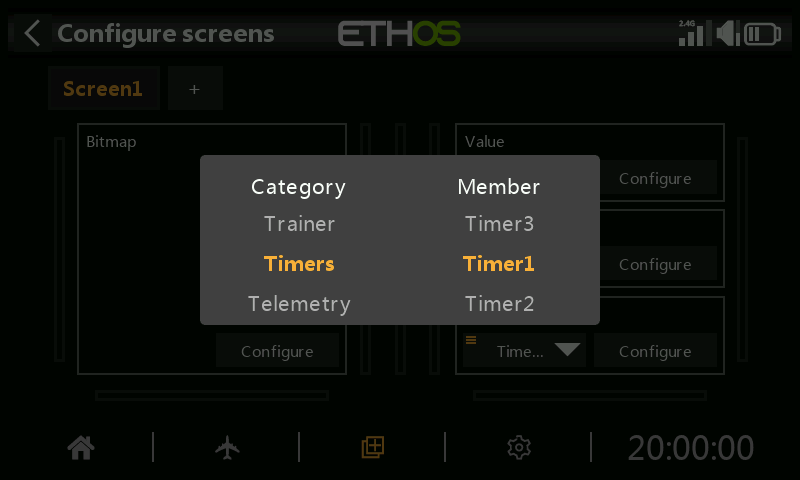 Configure screens
ETHOS
2.4G
Screen1
+
Bitmap
Value
Category Member
Configure
Trainer Timer3
Timers Timer1
Configure
Telemetry Timer2
Configure
Time...
Configure
20:00:00